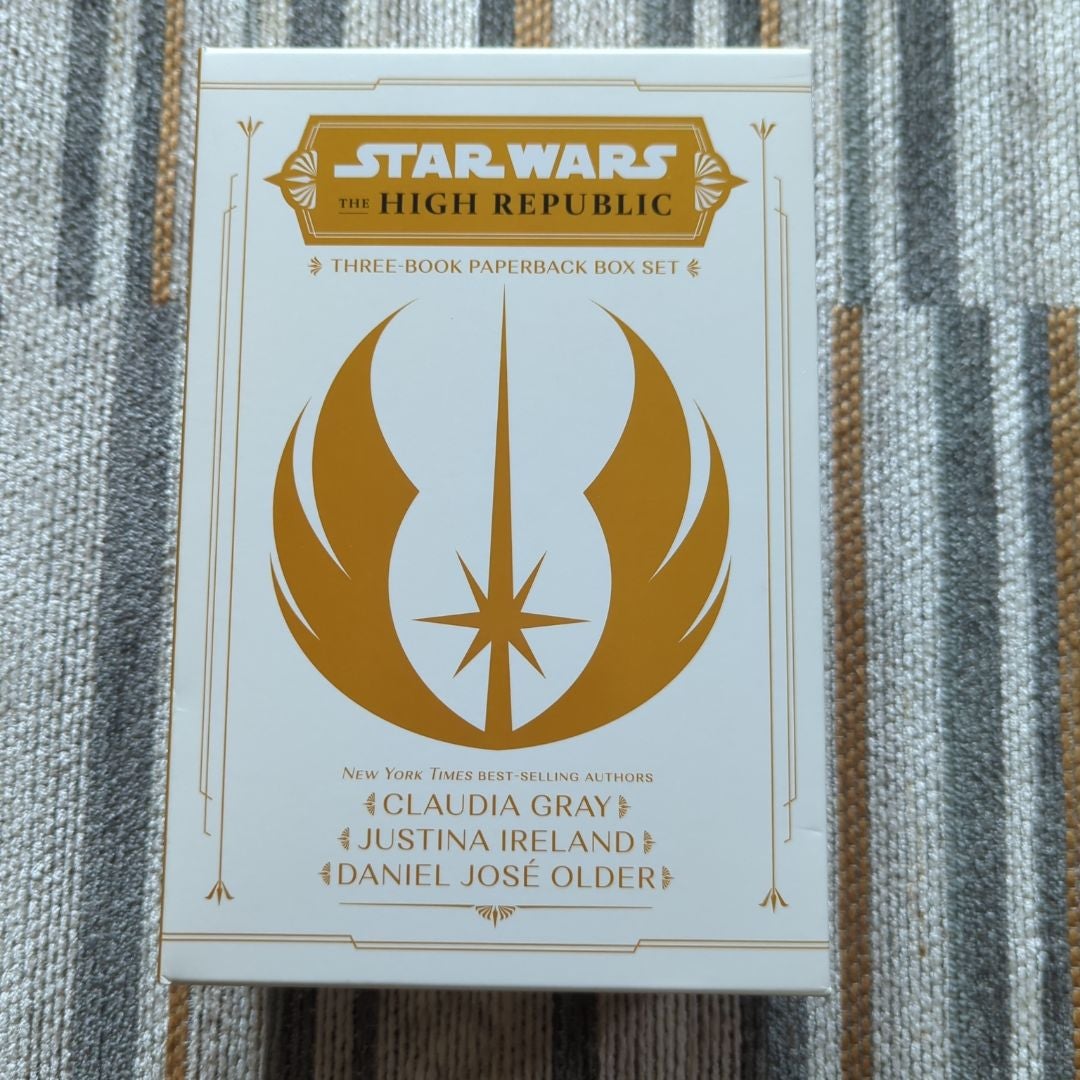 STAR WARS
THE HIGH REPUBLIC
THREE-BOOK PAPERBACK BOX SET
NEW YORK TIMES BEST-SELLING AUTHORS
CLAUDIA GRAY
JUSTINA IRELAND
DANIEL JOSÉ OLDER